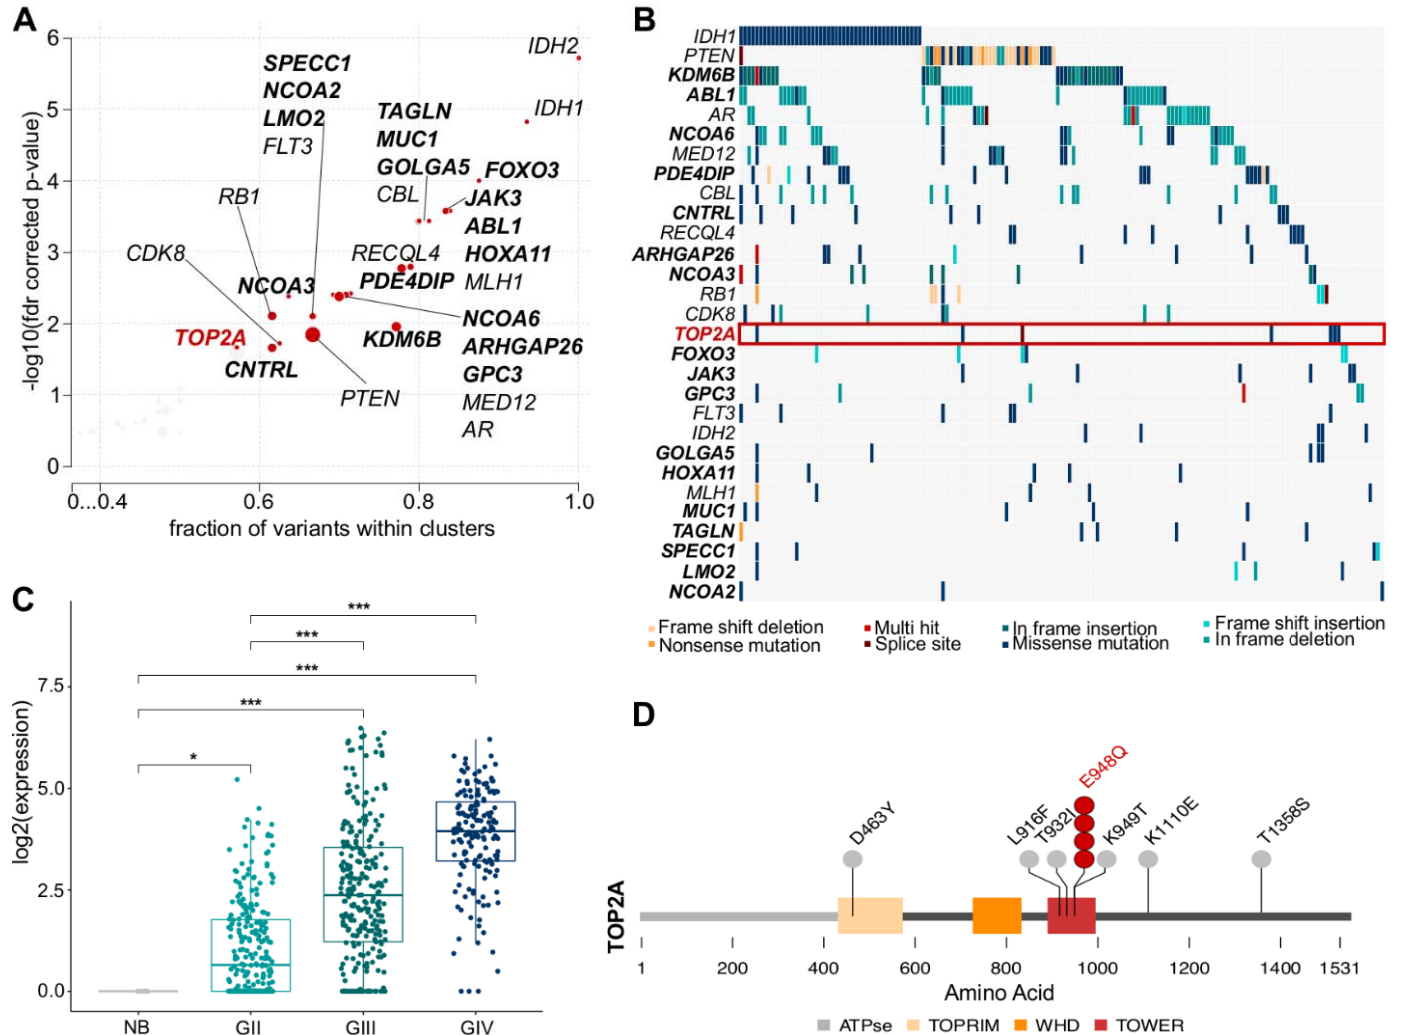 A
-log10(fdr corrected p-value)
6
5
4
3
2
1
0
0...0.4
0.6
0.8
1.0
fraction of variants within clusters
IDH2
SPECC1
NCOA2
LMO2
FLT3
TAGLN
MUC1
GOLGA5
CBL
IDH1
FOXO3
JAK3
ABL1
HOXA11
MLH1
RB1
CDK8
NCOA3
RECQL4
PDE4DIP
TOP2A
CNTRL
KDM6B
PTEN
NCOA6
ARHGAP26
GPC3
MED12
AR
B
IDH1
PTEN
KDM6B
ABL1
AR
NCOA6
MED12
PDE4DIP
CBL
CNTRL
RECQL4
ARHGAP26
NCOA3
RB1
CDK8
TOP2A
FOXO3
JAK3
GPC3
FLT3
IDH2
GOLGA5
HOXA11
MLH1
MUC1
TAGLN
SPECC1
LMO2
NCOA2
Frame shift deletion
Nonsense mutation
Multi hit
Splice site
In frame insertion
Missense mutation
Frame shift insertion
In frame deletion
C
log2(expression)
7.5
5.0
2.5
0.0
***
***
***
***
*
NB
GII
GIII
GIV
D
TOP2A
D463Y
L916F
T932I
E948Q
K949T
K1110E
T1358S
1
200
400
600
800
1000
1200
1400
1531
Amino Acid
ATPse
TOPRIM
WHD
TOWER